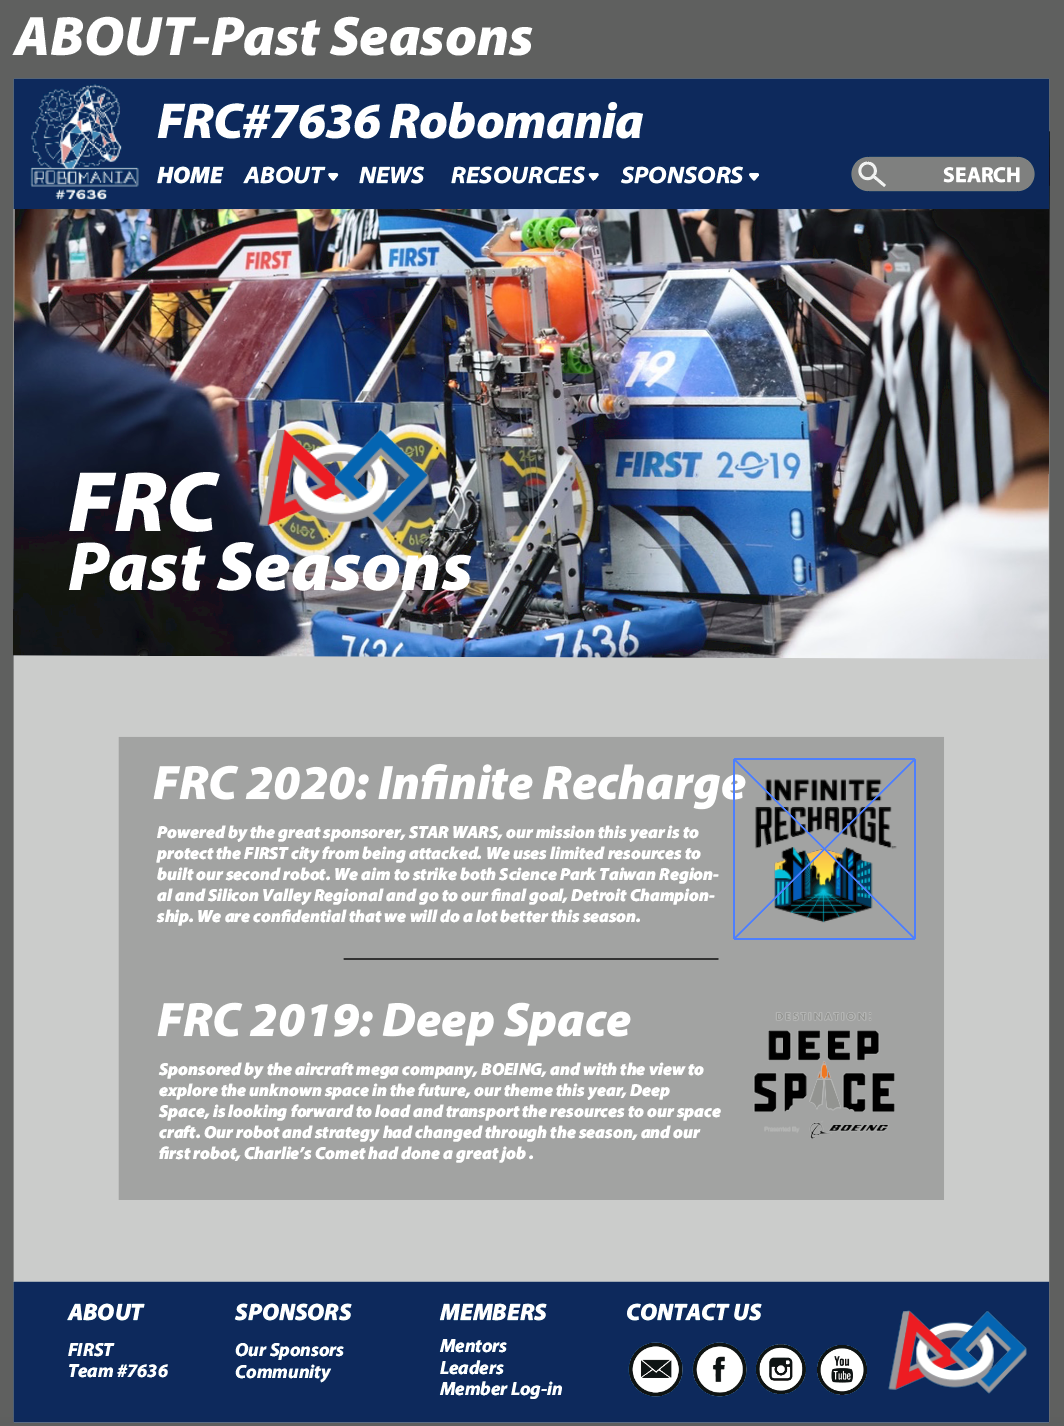 ABOUT-Past Seasons
ROBOMANIA
#7636
FRC#7636 Robomania
HOME ABOUT NEWS RESOURCES SPONSORS
SEARCH
FIRST
FIRST
19
FIRST 2019
2019
2019
FRC
Past Seasons
7636
FRC 2020: Infinite Recharge
Powered by the great sponsorer, STAR WARS, our mission this year is to
protect the FIRST city from being attacked. We uses limited resources to
built our second robot. We aim to strike both Science Park Taiwan Region-
al and Silicon Valley Regional and go to our final goal, Detroit Champion-
ship. We are confidential that we will do a lot better this season.
INFINITE
RECHARGE
FRC 2019: Deep Space
Sponsored by the aircraft mega company, BOEING, and with the view to
explore the unknown space in the future, our theme this year, Deep
Space, is looking forward to load and transport the resources to our space
craft. Our robot and strategy had changed through the season, and our
first robot, Charlie's Comet had done a great job .
DESTINATION:
DEEP
SPACE
Presented By BOEING
ABOUT
FIRST
Team #7636
SPONSORS
Our Sponsors
Community
MEMBERS
Mentors
Leaders
Member Log-in
CONTACT US
You
Tube